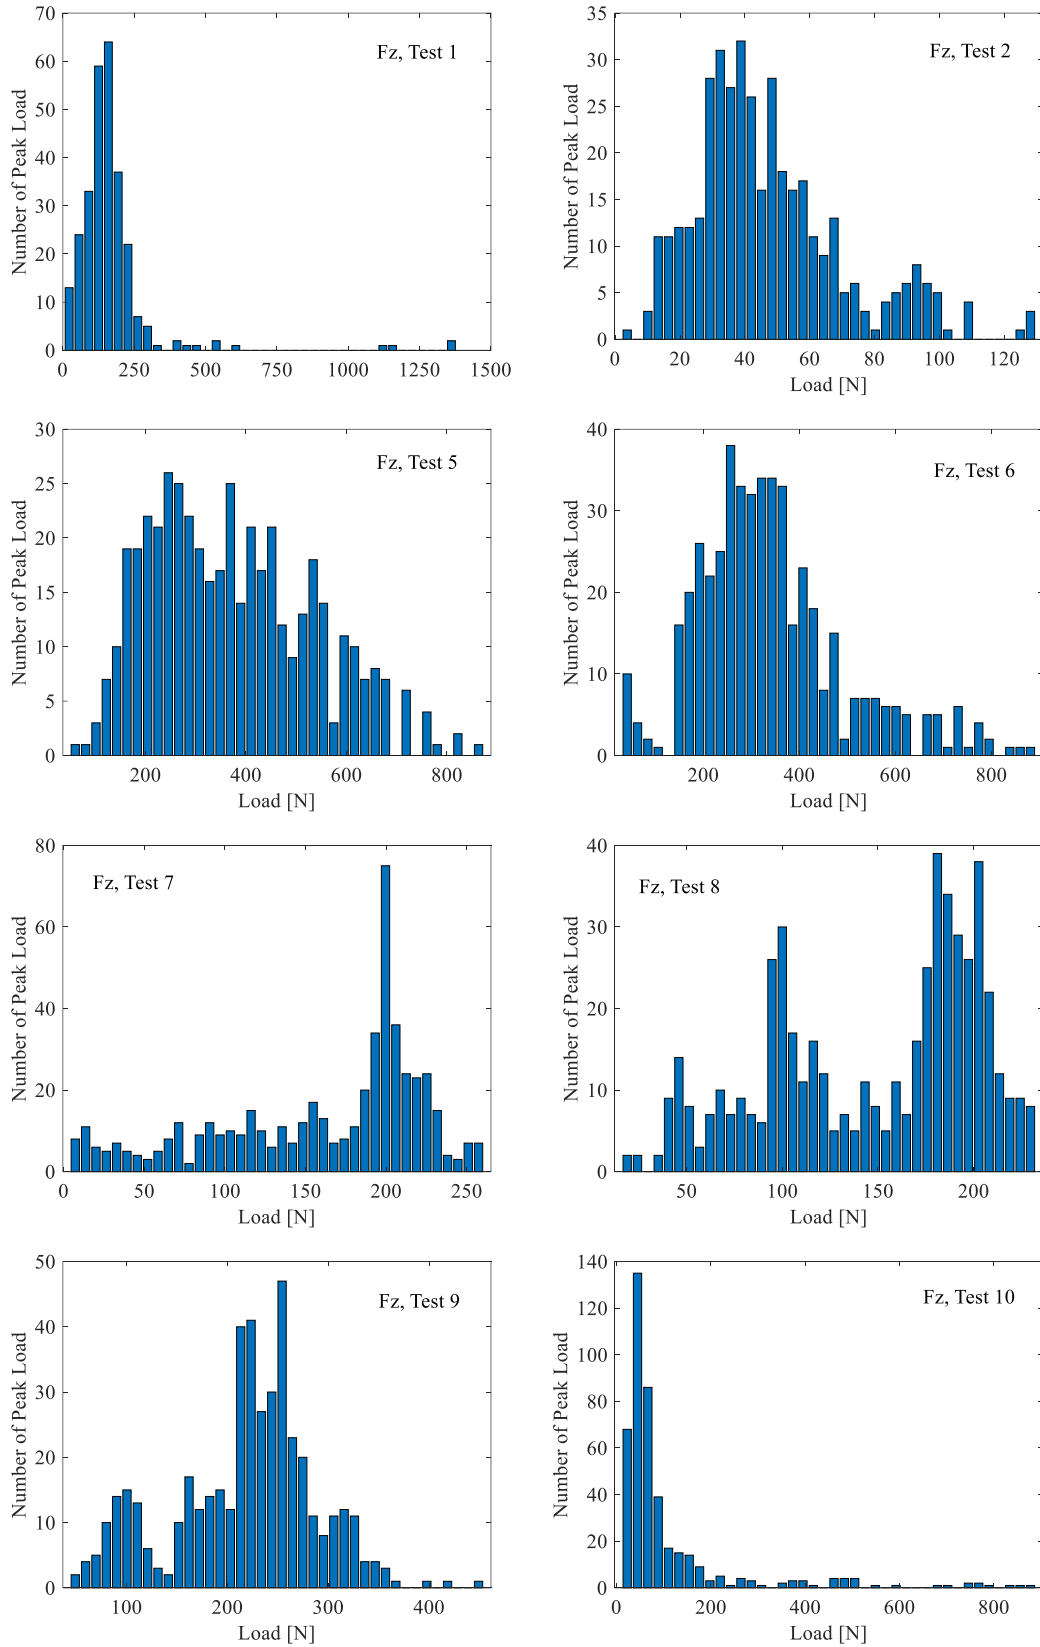 Fz, Test 1
Number of Peak Load
70
60
50
40
30
20
10
0
0 250 500 750 1000 1250 1500
Fz, Test 2
Number of Peak Load
35
30
25
20
15
10
5
0
0 20 40 60 80 100 120
Load [N]
Fz, Test 5
Number of Peak Load
30
25
20
15
10
5
0
200 400 600 800
Load [N]
Fz, Test 6
Number of Peak Load
40
30
20
10
0
200 400 600 800
Load [N]
Fz, Test 7
Number of Peak Load
80
60
40
20
0
0 50 100 150 200 250
Load [N]
Fz, Test 8
Number of Peak Load
40
30
20
10
0
50 100 150 200
Load [N]
Fz, Test 9
Number of Peak Load
50
40
30
20
10
0
100 200 300 400
Load [N]
Fz, Test 10
Number of Peak Load
140
120
100
80
60
40
20
0
0 200 400 600 800
Load [N]